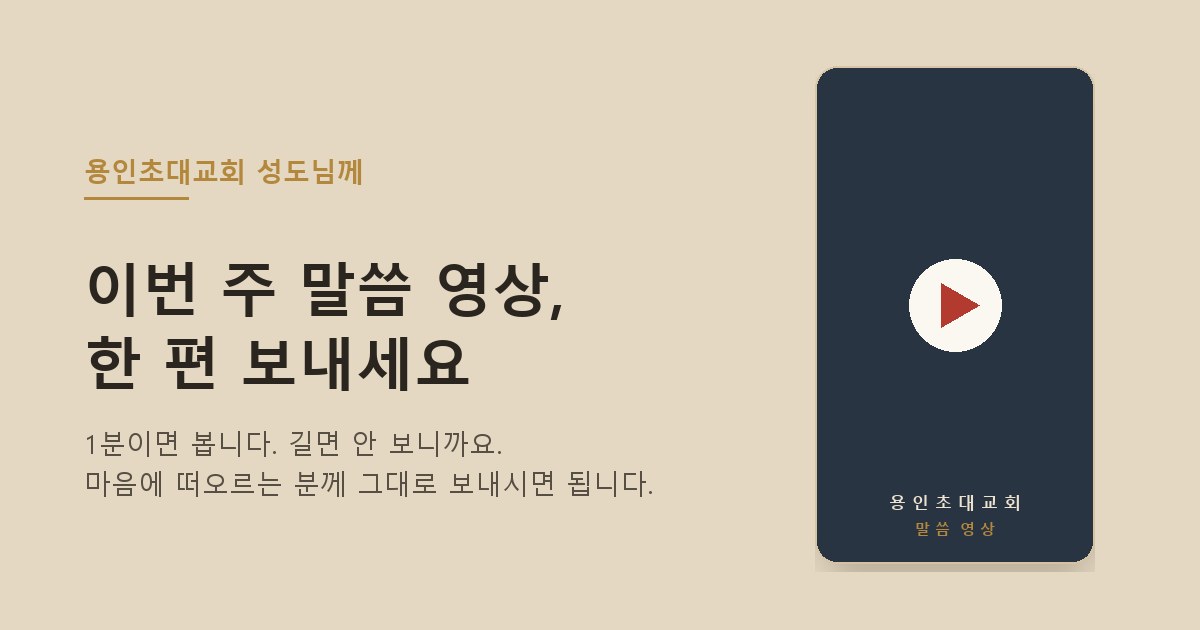 용인초대교회 성도님께
이번 주 말씀 영상,
한 편 보내세요
1분이면 봅니다. 길면 안 보니까요.
마음에 떠오르는 분께 그대로 보내시면 됩니다.
용인초대교회
말씀 영상